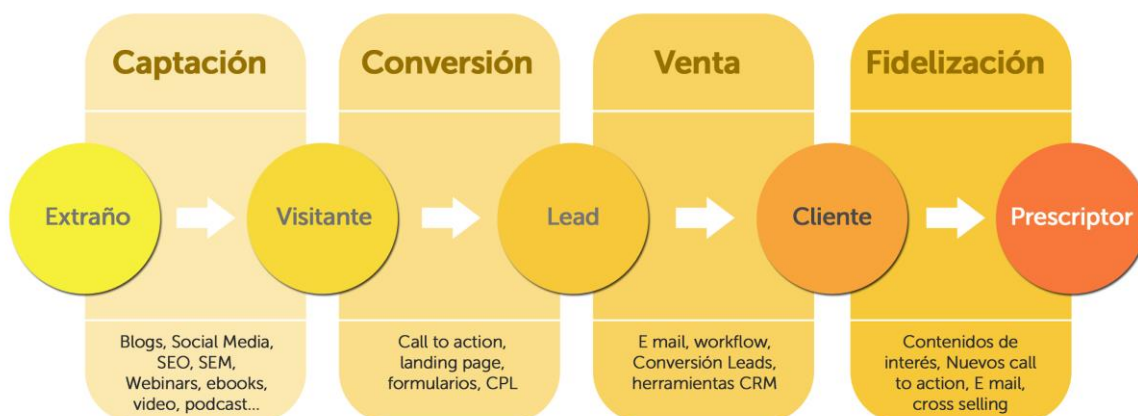 Captación
Conversión
Venta
Fidelización
Extraño
Visitante
Lead
Cliente
Prescriptor
Blogs, Social Media,
SEO, SEM,
Webinars, ebooks,
video, podcast...
Call to action,
landing page,
formularios, CPL
E mail, workflow,
Conversión Leads,
herramientas CRM
Contenidos de
interés, Nuevos call
to action, E mail,
cross selling